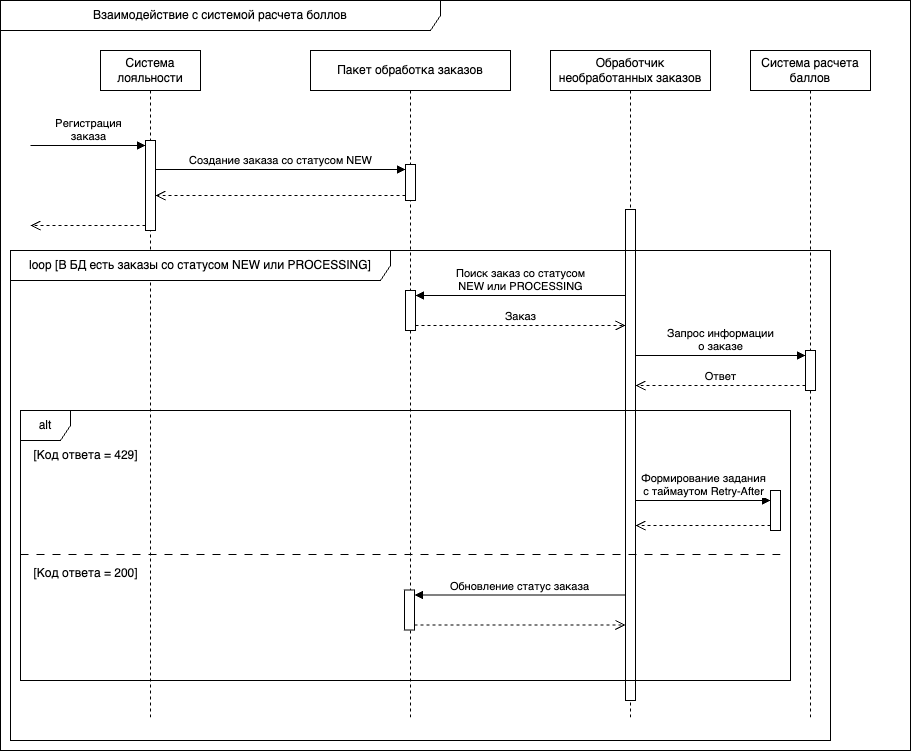 Взаимодействие с системой расчета боллов
Система
лояльности
Пакет обработка заказов
Обработчик
необработанных заказов
Система расчета
баллов
Регистрация
заказа
Создание заказа со статусом NEW
loop [В БД есть заказы со статусом NEW или PROCESSING]
Поиск заказ со статусом
NEW или PROCESSING
Заказ
Запрос информации
о заказе
Ответ
alt
[Код ответа = 429]
Формирование задания
с таймаутом Retry-After
[Код ответа = 200]
Обновление статус заказа